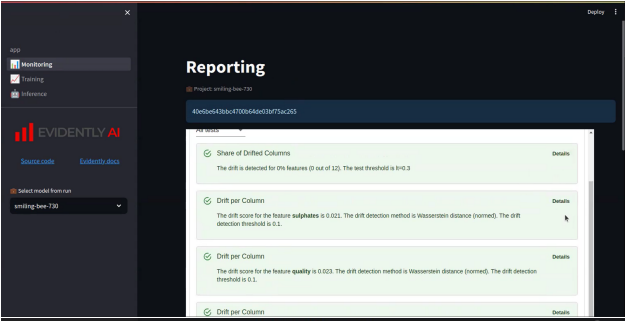 Deploy
app
Monitoring
Training
Inference
EVIDENTLY AI
Source code
Evidently docs
Select model from run
smiling-bee-730
Reporting
Project: smiling-bee-730
40e6be643bbc4700b64de03bf75ac265
All tests
Share of Drifted Columns
Details
The drift is detected for 0% features (0 out of 12). The test threshold is lt=0.3
Drift per Column
Details
The drift score for the feature sulphates is 0.021. The drift detection method is Wasserstein distance (normed). The drift
detection threshold is 0.1.
Drift per Column
Details
The drift score for the feature quality is 0.023. The drift detection method is Wasserstein distance (normed). The drift detection
threshold is 0.1.
Drift per Column
Details